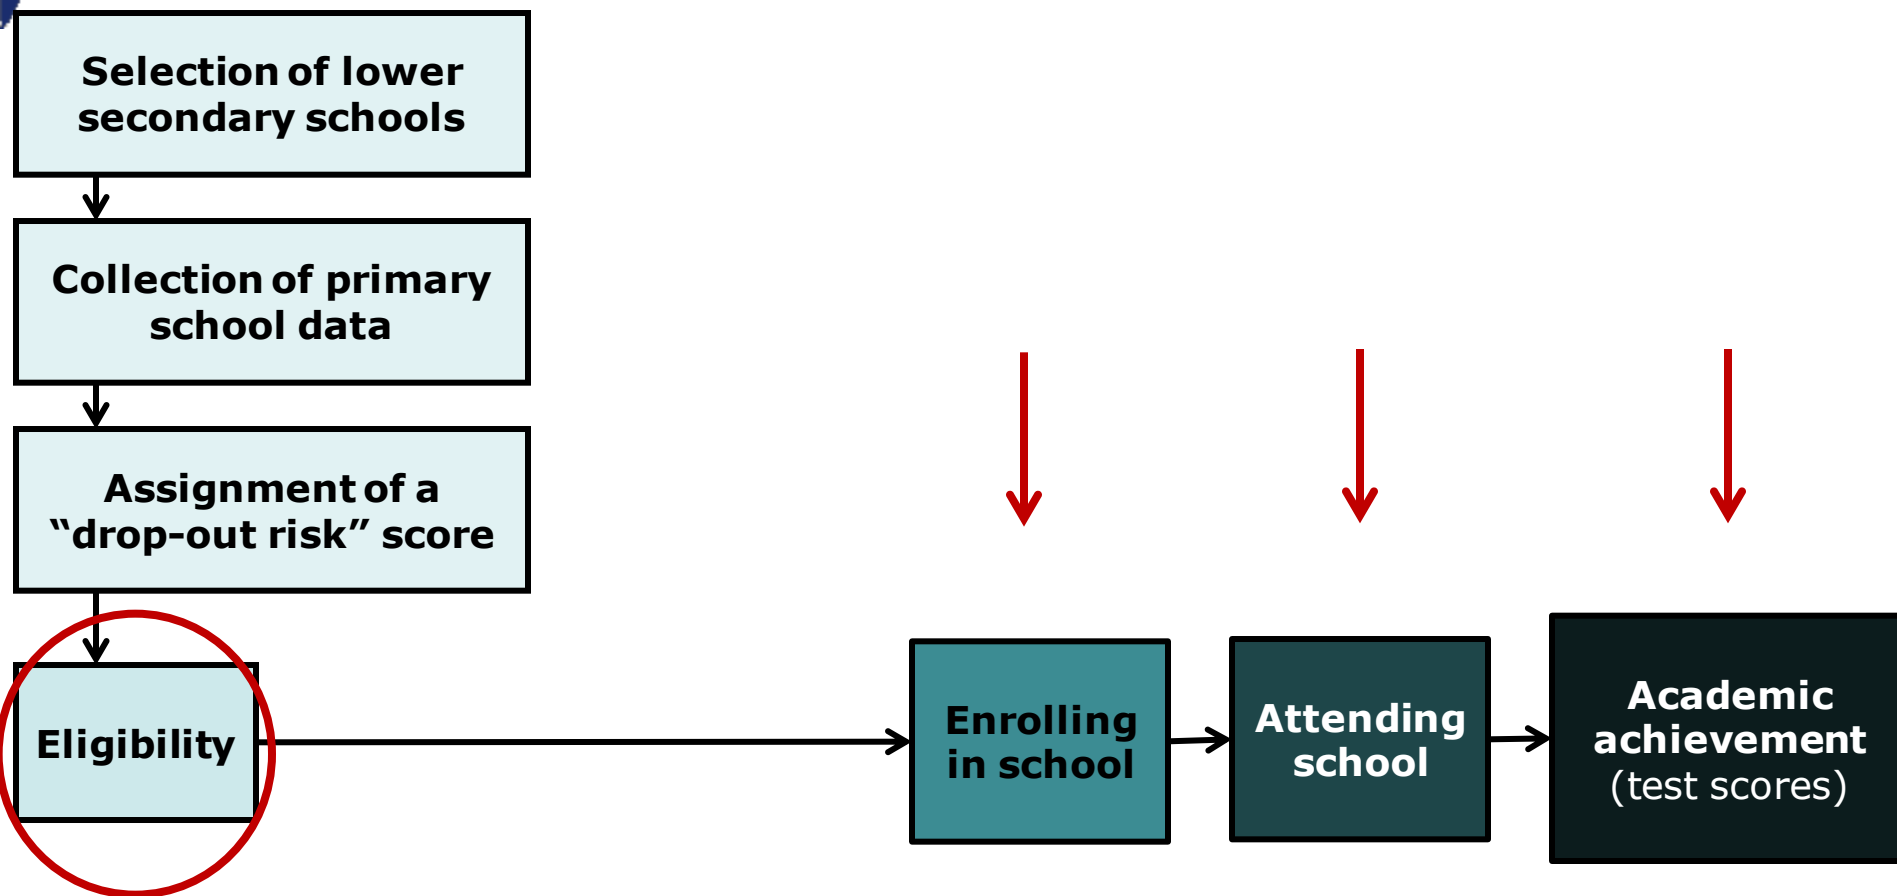 Selection of lower
secondary schools
Collection of primary
school data
Assignment of a
“drop-out risk” score
Eligibility
Enrolling
in school
Attending
school
Academic
achievement
(test scores)